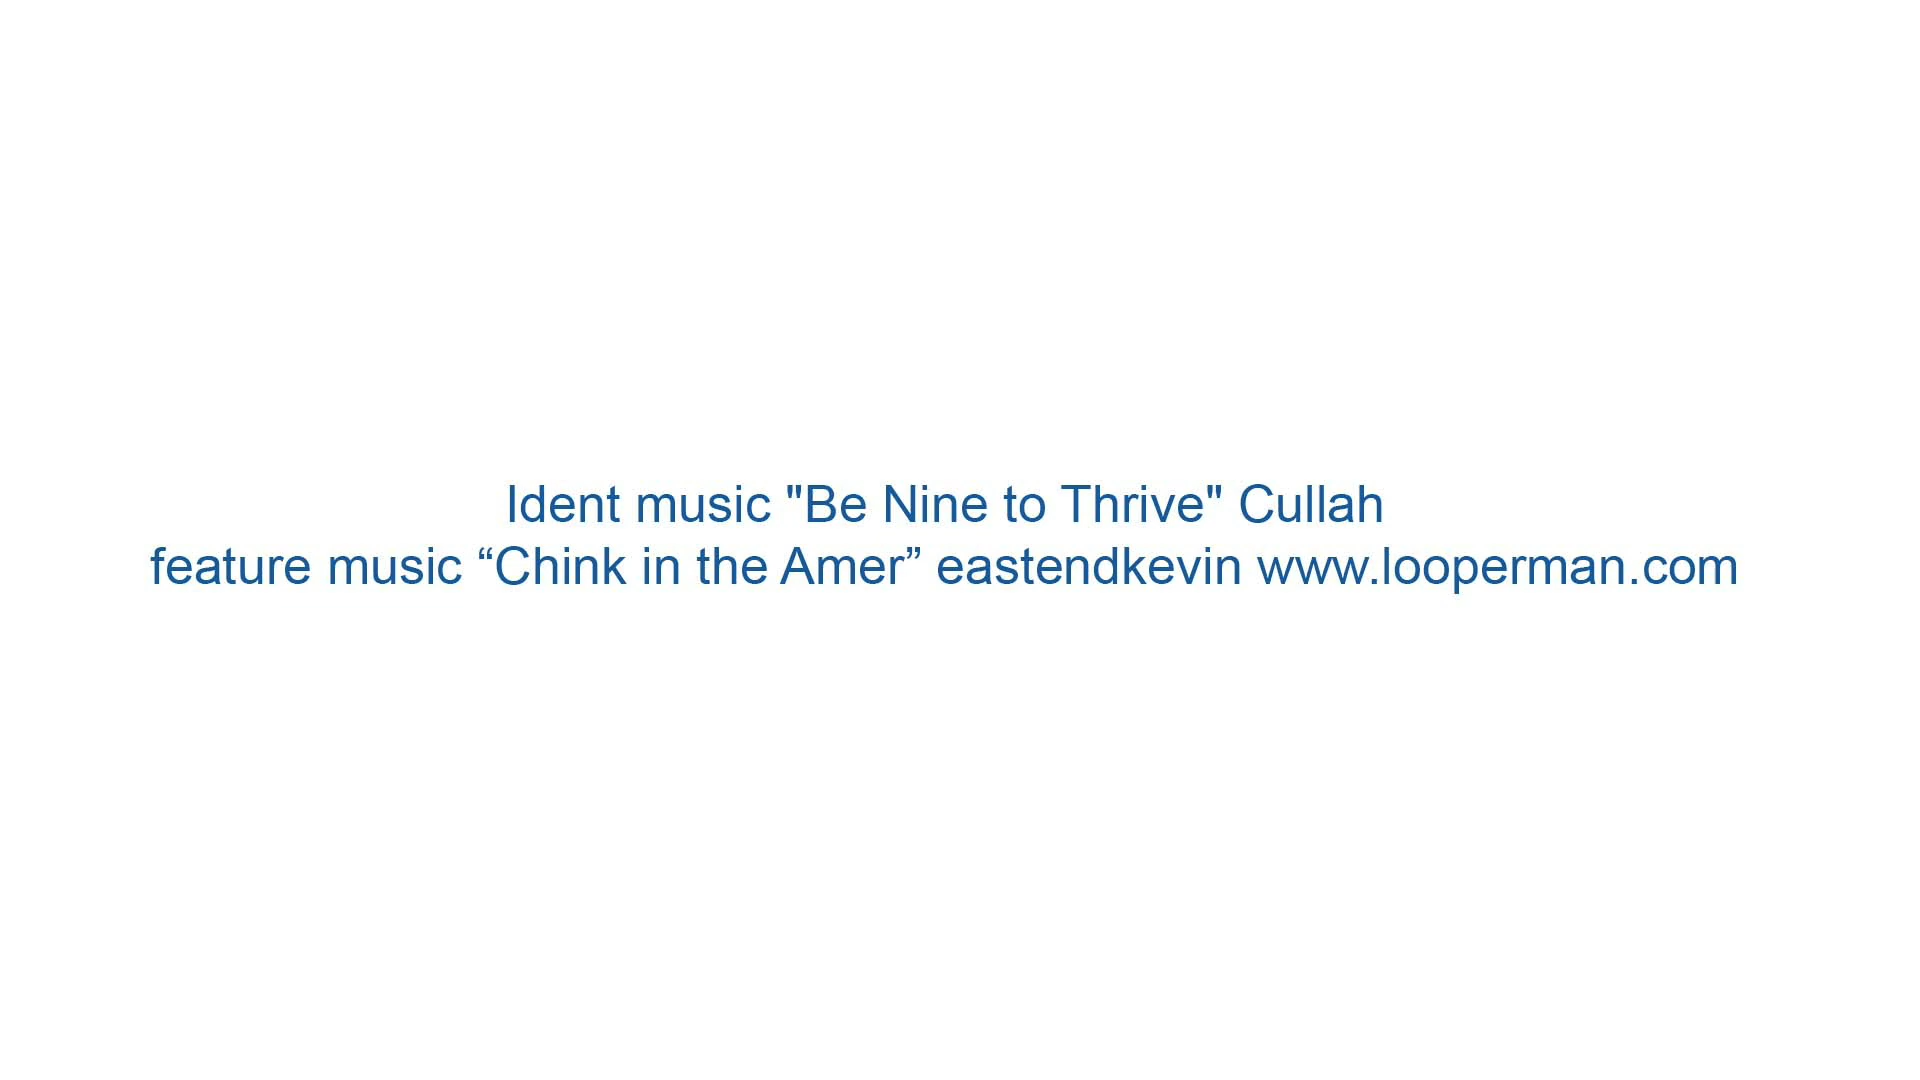 Ident music "Be Nine to Thrive" Cullah
feature music “Chink in the Amer” eastendkevin www.looperman.com